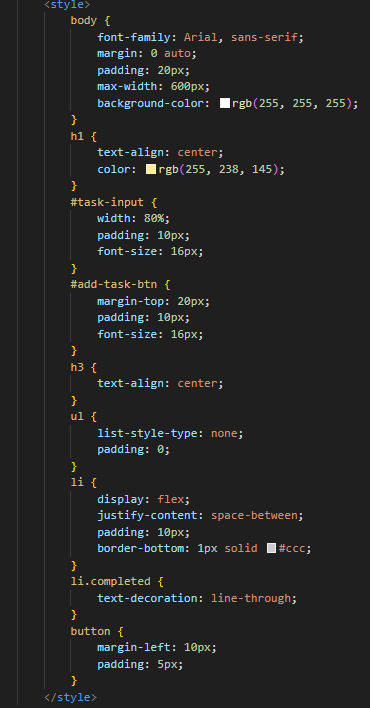 <style>
body {
font-family: Arial, sans-serif;
margin: 0 auto;
padding: 20px;
max-width: 600px;
background-color: rgb(255, 255, 255);
}
h1 {
text-align: center;
color: rgb(255, 238, 145);
}
#task-input {
width: 80%;
padding: 10px;
font-size: 16px;
}
#add-task-btn {
margin-top: 20px;
padding: 10px;
font-size: 16px;
}
h3 {
text-align: center;
}
ul {
list-style-type: none;
padding: 0;
}
li {
display: flex;
justify-content: space-between;
padding: 10px;
border-bottom: 1px solid #ccc;
}
li.completed {
text-decoration: line-through;
}
button {
margin-left: 10px;
padding: 5px;
}
</style>